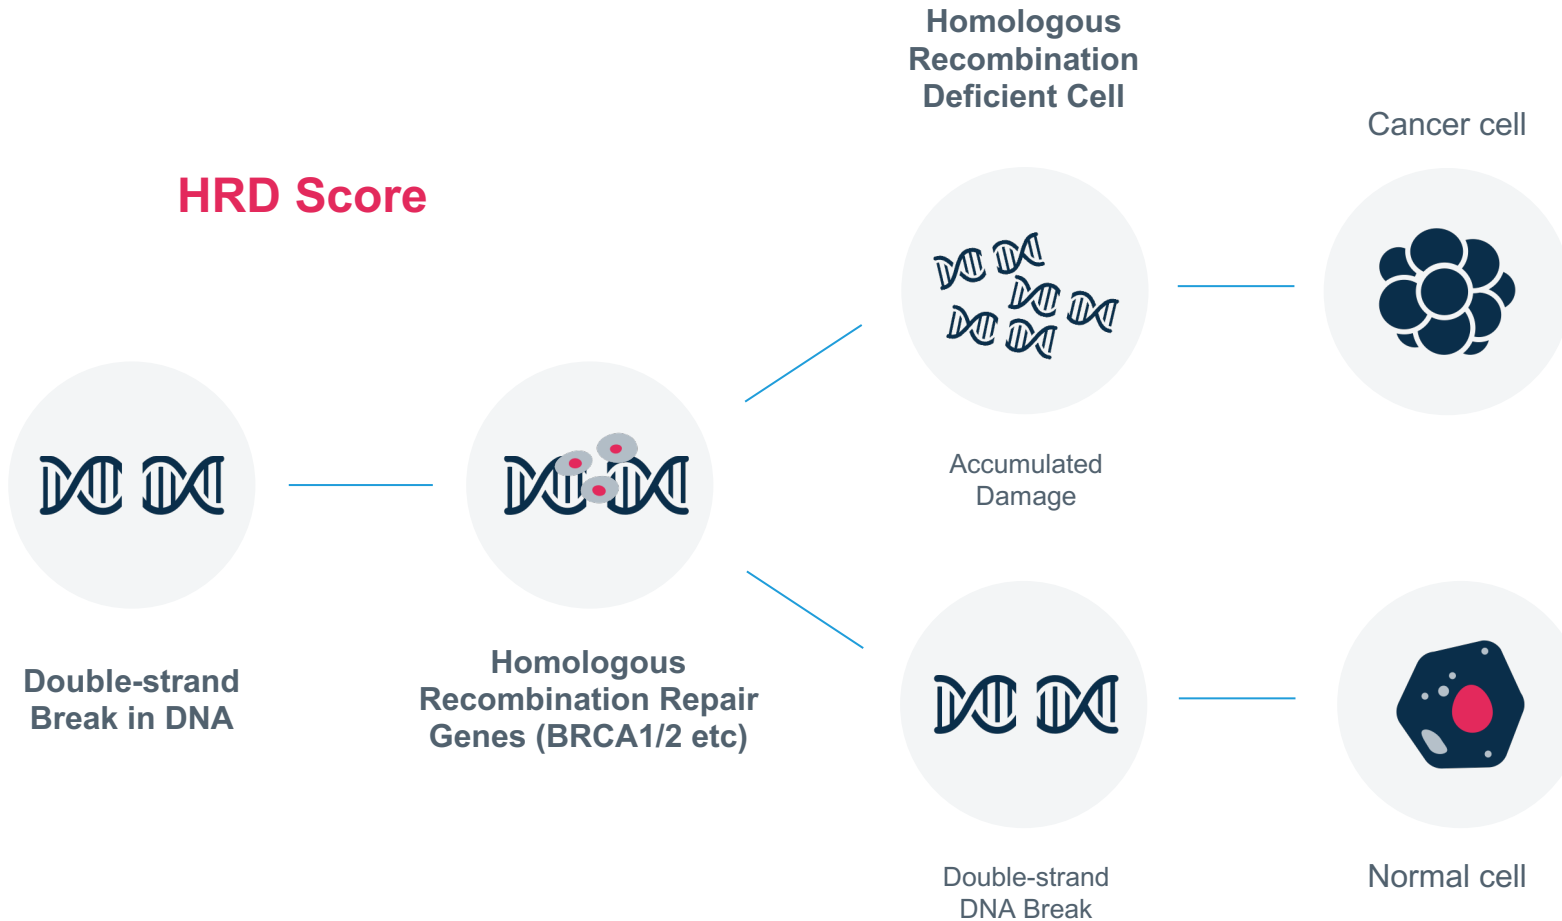 HRD Score
Double-strand
Break in DNA
Homologous
Recombination Repair
Genes (BRCA1/2 etc)
Homologous
Recombination
Deficient Cell
Accumulated
Damage
Cancer cell
Double-strand
DNA Break
Normal cell